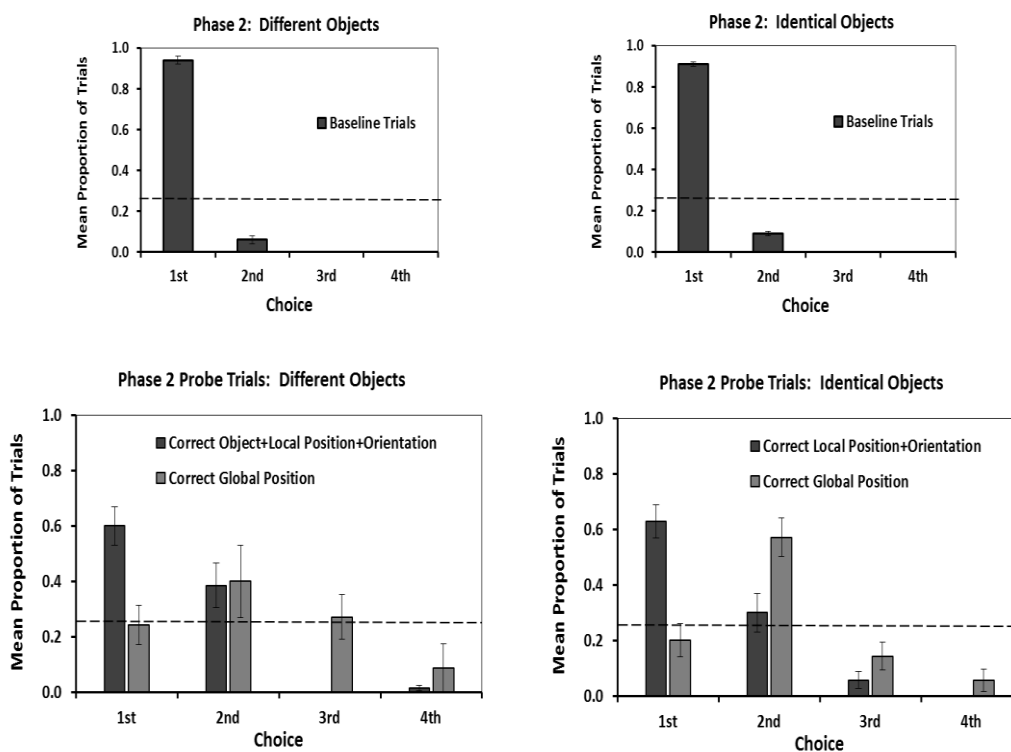 Phase 2: Different Objects
Mean Proportion of Trials
1.0
0.8
0.6
0.4
0.2
0.0
Baseline Trials
1st 2nd 3rd 4th
Choice
Phase 2: Identical Objects
Mean Proportion of Trials
1.0
0.8
0.6
0.4
0.2
0.0
Baseline Trials
1st 2nd 3rd 4th
Choice
Phase 2 Probe Trials: Different Objects
Mean Proportion of Trials
1.0
0.8
0.6
0.4
0.2
0.0
Correct Object+Local Position+Orientation
Correct Global Position
1st 2nd 3rd 4th
Choice
Phase 2 Probe Trials: Identical Objects
Mean Proportion of Trials
1.0
0.8
0.6
0.4
0.2
0.0
Correct Local Position+Orientation
Correct Global Position
1st 2nd 3rd 4th
Choice